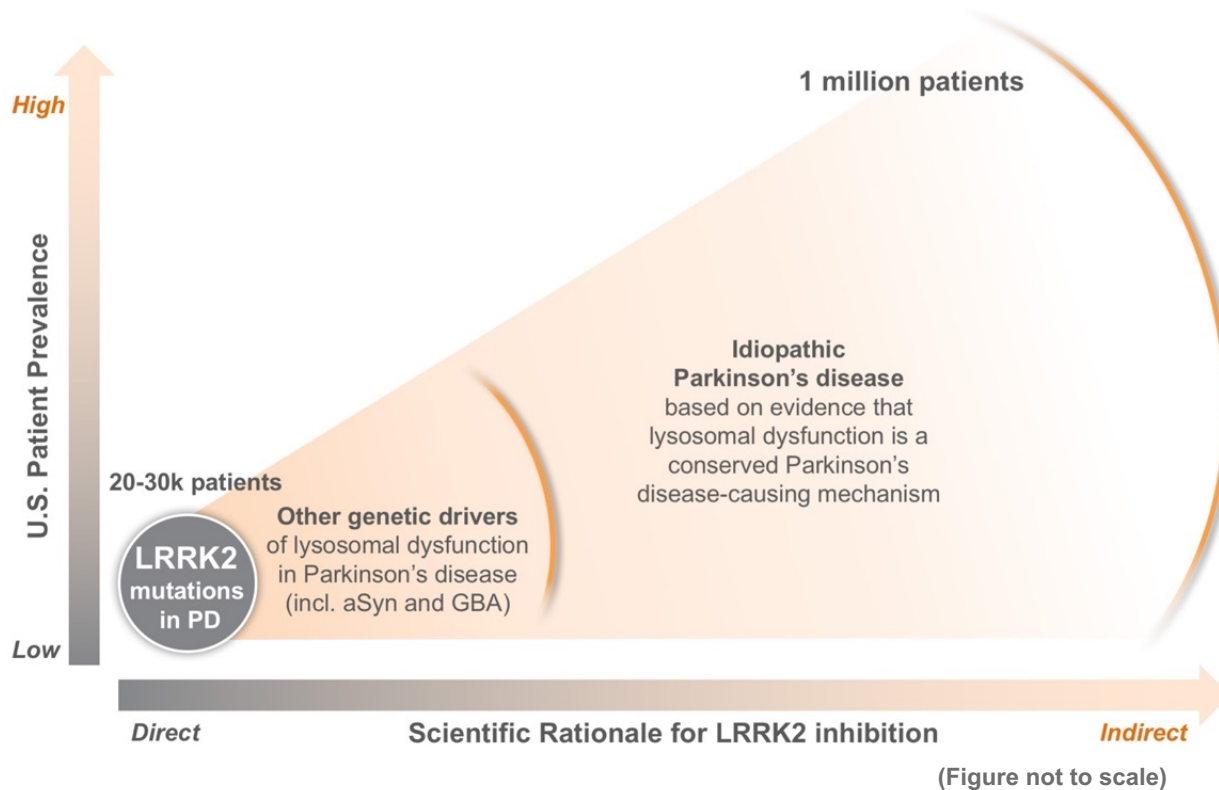 1 million patients
High
U.S. Patient Prevalence
Idiopathic
Parkinson's disease
based on evidence that
lysosomal dysfunction is a
conserved Parkinson's
disease-causing mechanism
20-30k patients
Other genetic drivers
of lysosomal dysfunction
in Parkinson's disease
(incl. aSyn and GBA)
LRRK2
mutations
in PD
Low
Direct
Scientific Rationale for LRRK2 inhibition
Indirect
(Figure not to scale)